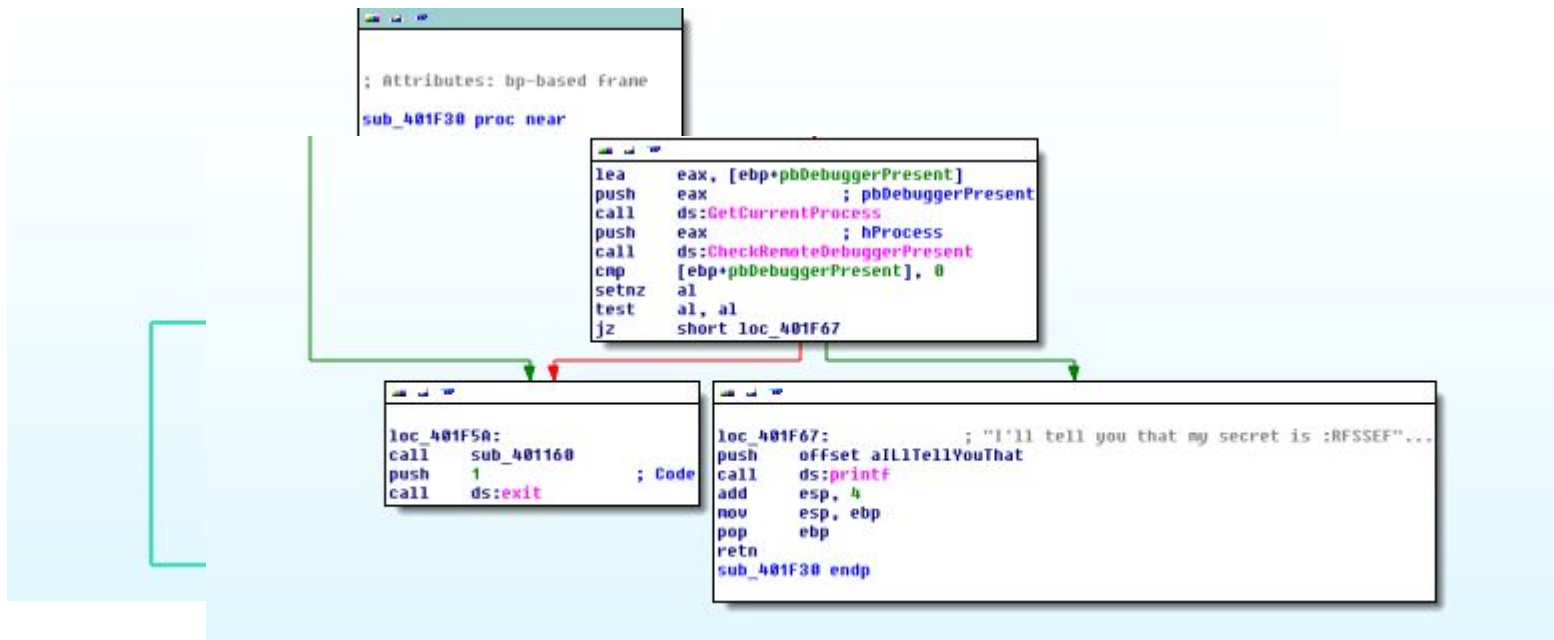 ; Attributes: bp-based frame
sub_401F30 proc near
lea eax, [ebp+pbDebuggerPresent]
push eax ; pbDebuggerPresent
call ds:GetCurrentProcess
push eax ; hProcess
call ds:CheckRemoteDebuggerPresent
cmp [ebp+pbDebuggerPresent], 0
setnz al
test al, al
jz short loc_401F67
loc_401F5A:
call sub_401160
push 1 ; Code
call ds:exit
loc_401F67: ; "I'll tell you that my secret is :RFSSEF"...
push offset aILlTellYouThat
call ds:printf
add esp, 4
mov esp, ebp
pop ebp
retn
sub_401F30 endp